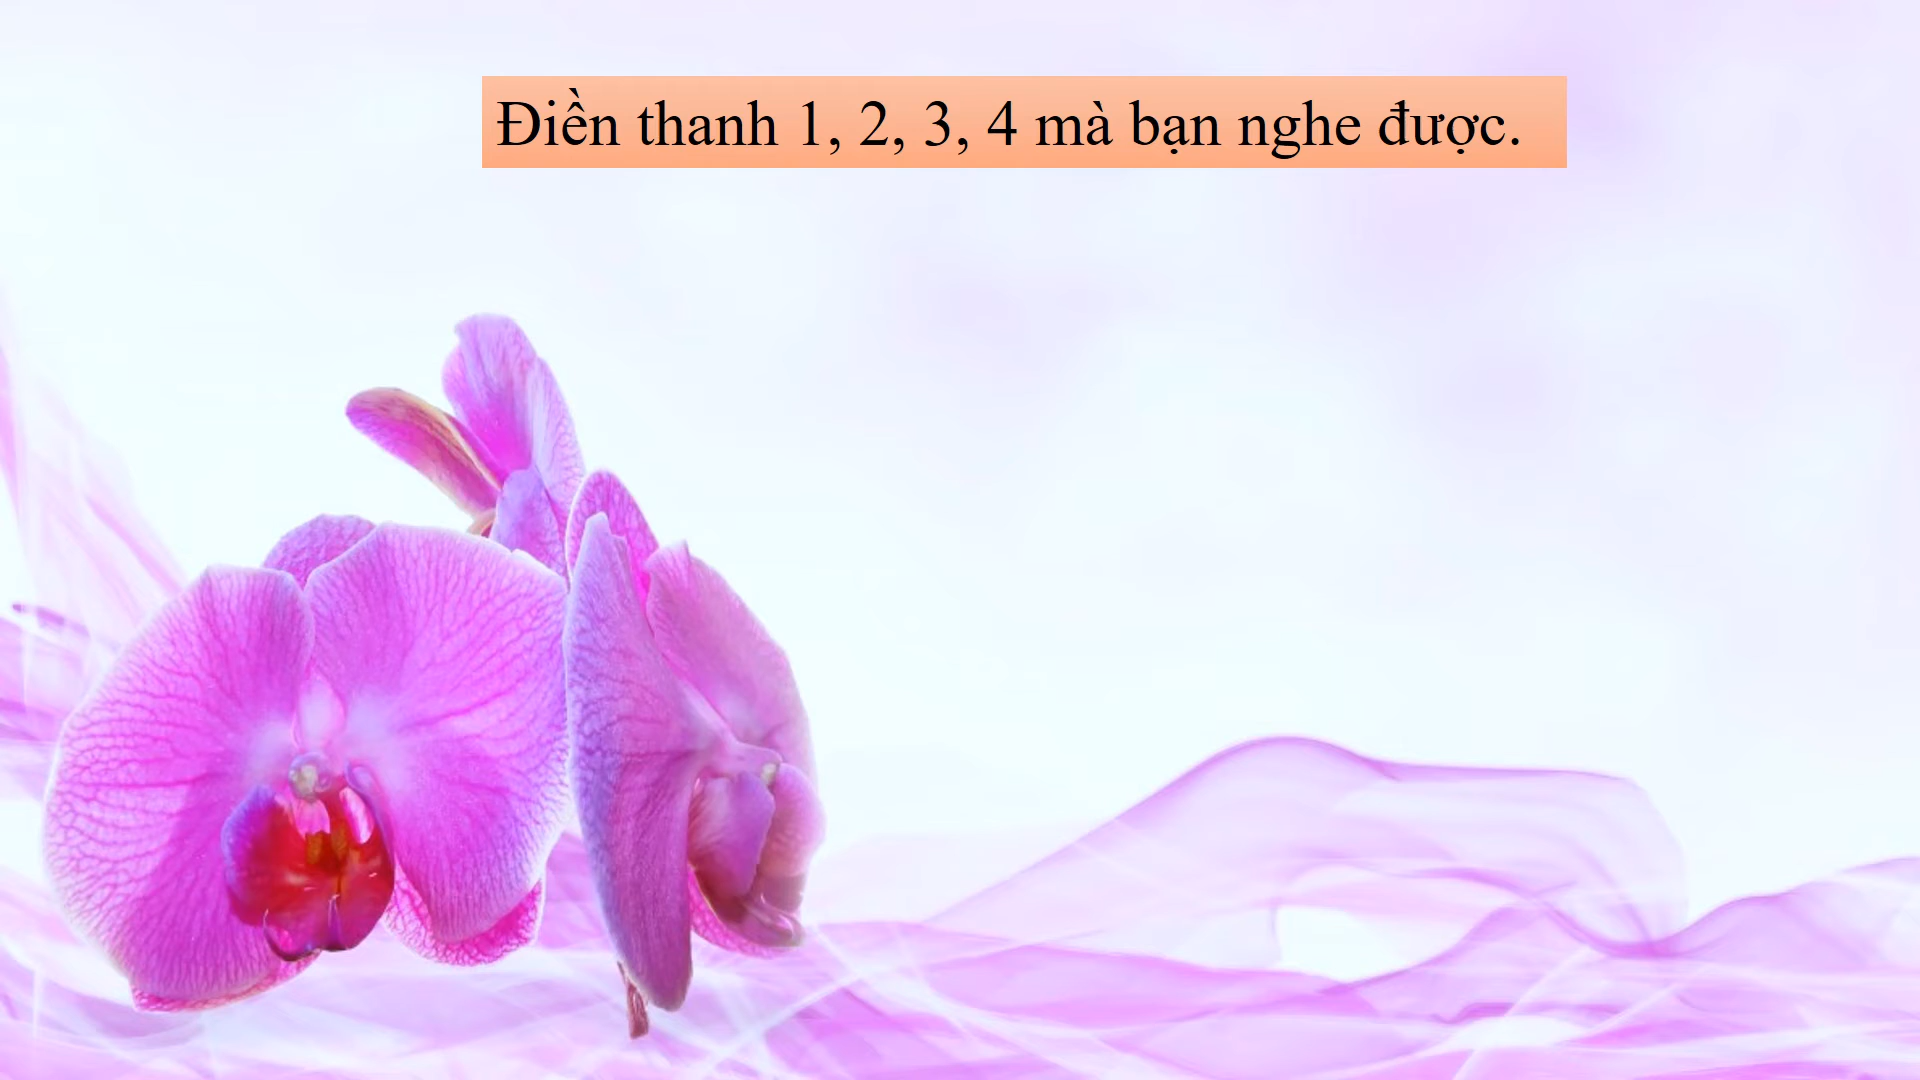 Điền thanh 1, 2, 3, 4 mà bạn nghe được.